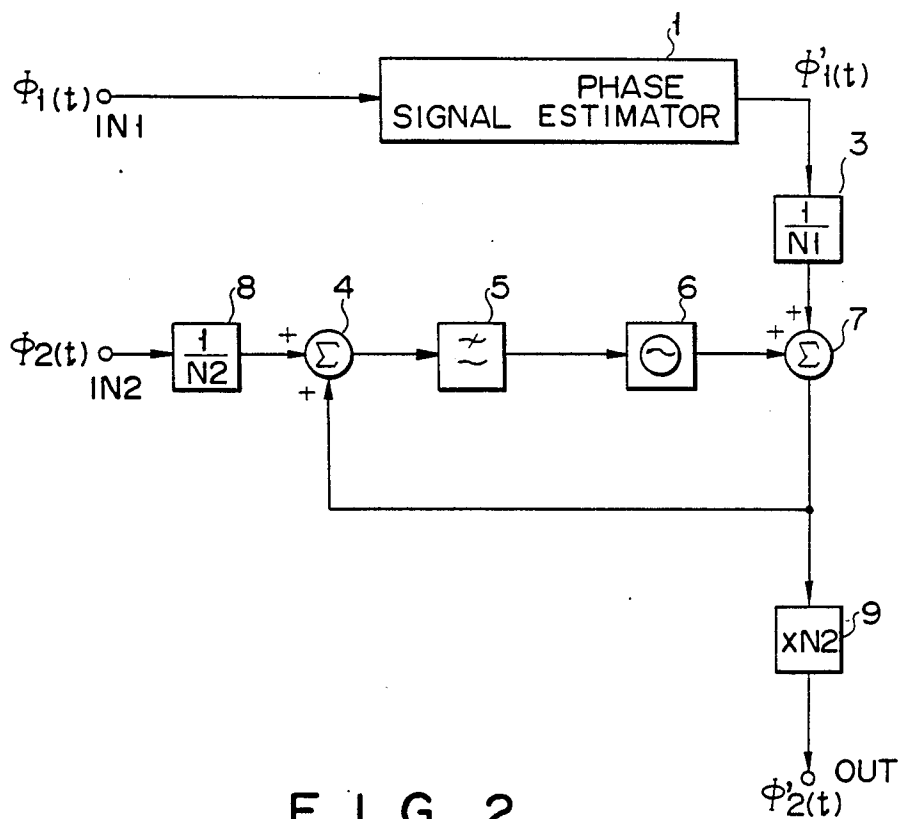 1
ϕ1(t)
IN1
SIGNAL PHASE ESTIMATOR
ϕ'1(t)
3
1
N1
8
4
5
6
7
+
+
+
+
+
ϕ2(t)
IN2
1
N2
Σ
Σ
9
XN2
OUT
ϕ'2(t)
FIG. 2